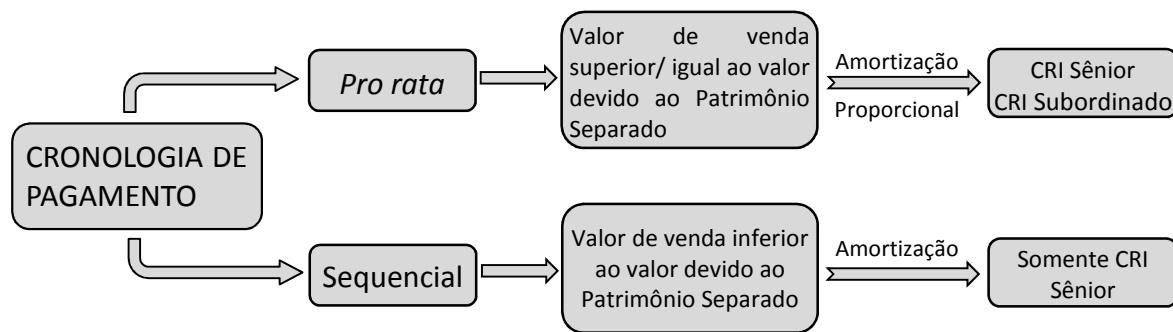 CRONOLOGIA DE
PAGAMENTO
Pro rata
Valor de venda
superior/ igual ao valor
devido ao Patrimônio
Separado
Amortização
Proporcional
CRI Sênior
CRI Subordinado
Sequencial
Valor de venda inferior
ao valor devido ao
Patrimônio Separado
Amortização
Somente CRI
Sênior